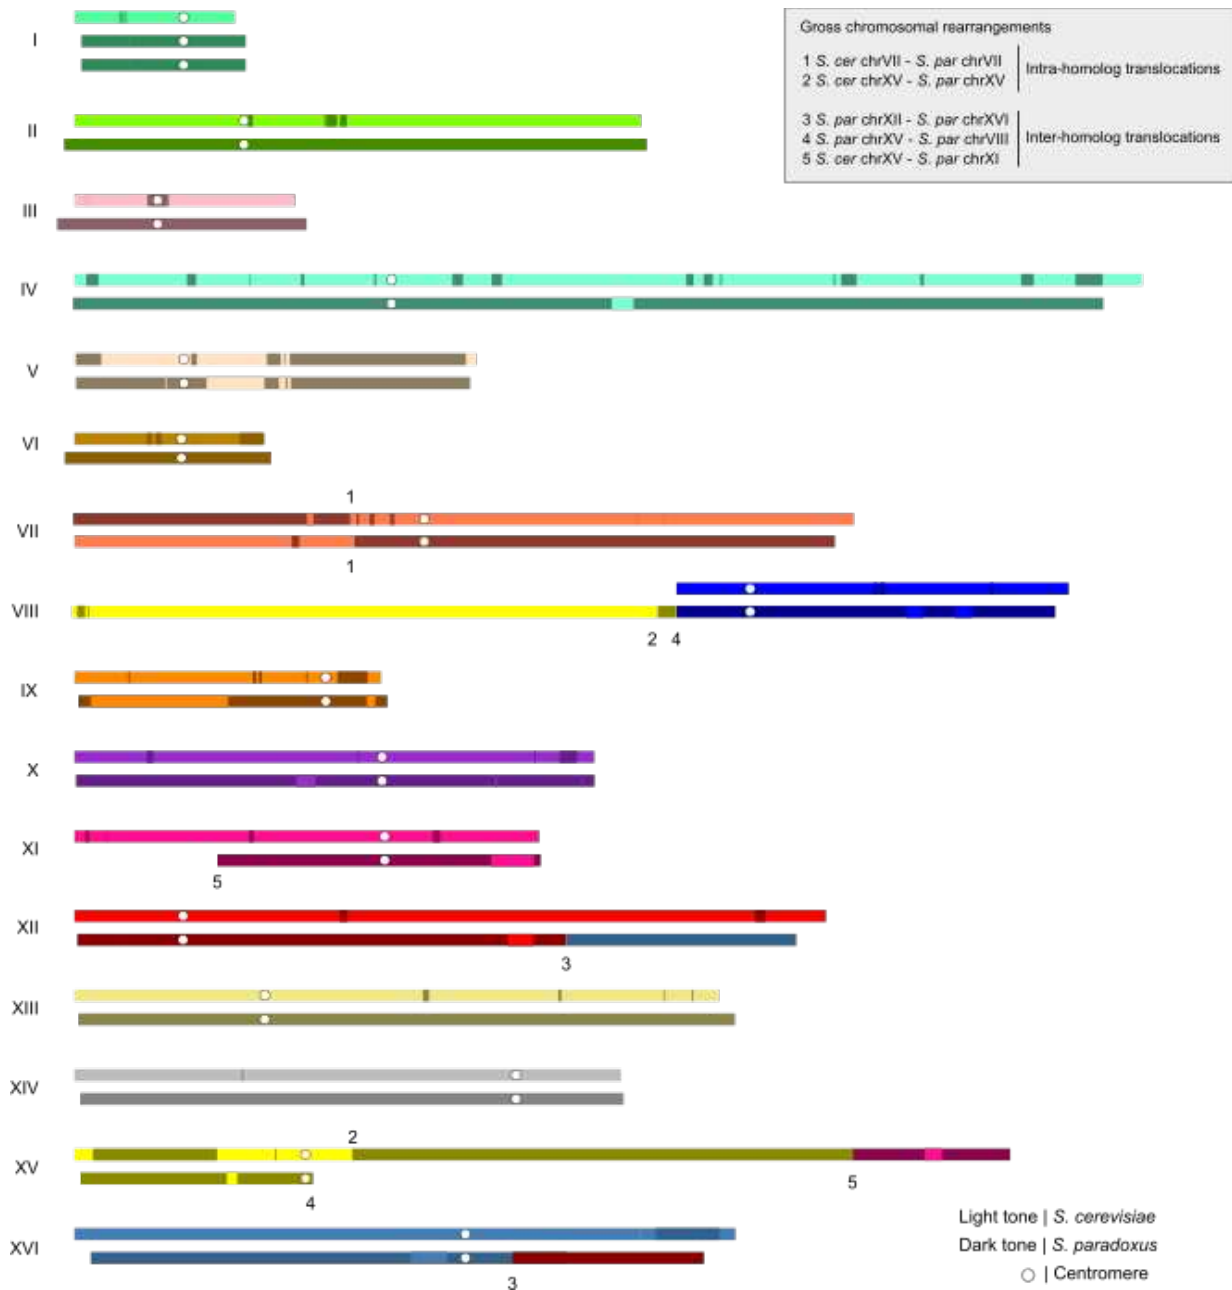 Gross chromosomal rearrangements
1 S. cer chrVII - S. par chrVII
2 S. cer chrXV - S. par chrXV
Intra-homolog translocations
3 S. par chrXII - S. par chrXVI
4 S. par chrXV - S. par chrVIII
5 S. cer chrXV - S. par chrXI
Inter-homolog translocations
I
II
III
IV
V
VI
1
VII
1
VIII
2 4
IX
X
XI
5
XII
3
XIII
XIV
2
XV
4
5
XVI
3
Light tone | S. cerevisiae
Dark tone | S. paradoxus
| Centromere